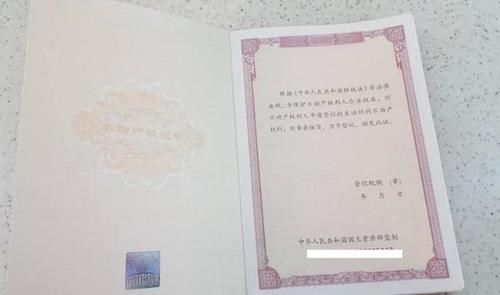 根据《中华人民共和国物权法》等法律
法规，为保护不动产权利人合法权益，对
不动产权利人申请登记的本证所列不动产
权利，经审查核实，准予登记，颁发此证。
登记机构（章）
年 月 日
中华人民共和国国土资源部监制